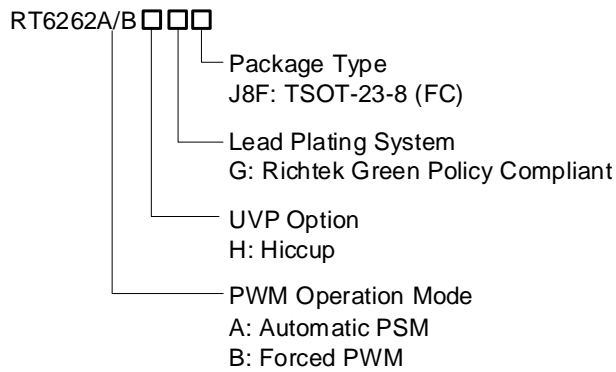 RT6262A/B
Package Type
J8F: TSOT-23-8 (FC)
Lead Plating System
G: Richtek Green Policy Compliant
UVP Option
H: Hiccup
PWM Operation Mode
A: Automatic PSM
B: Forced PWM